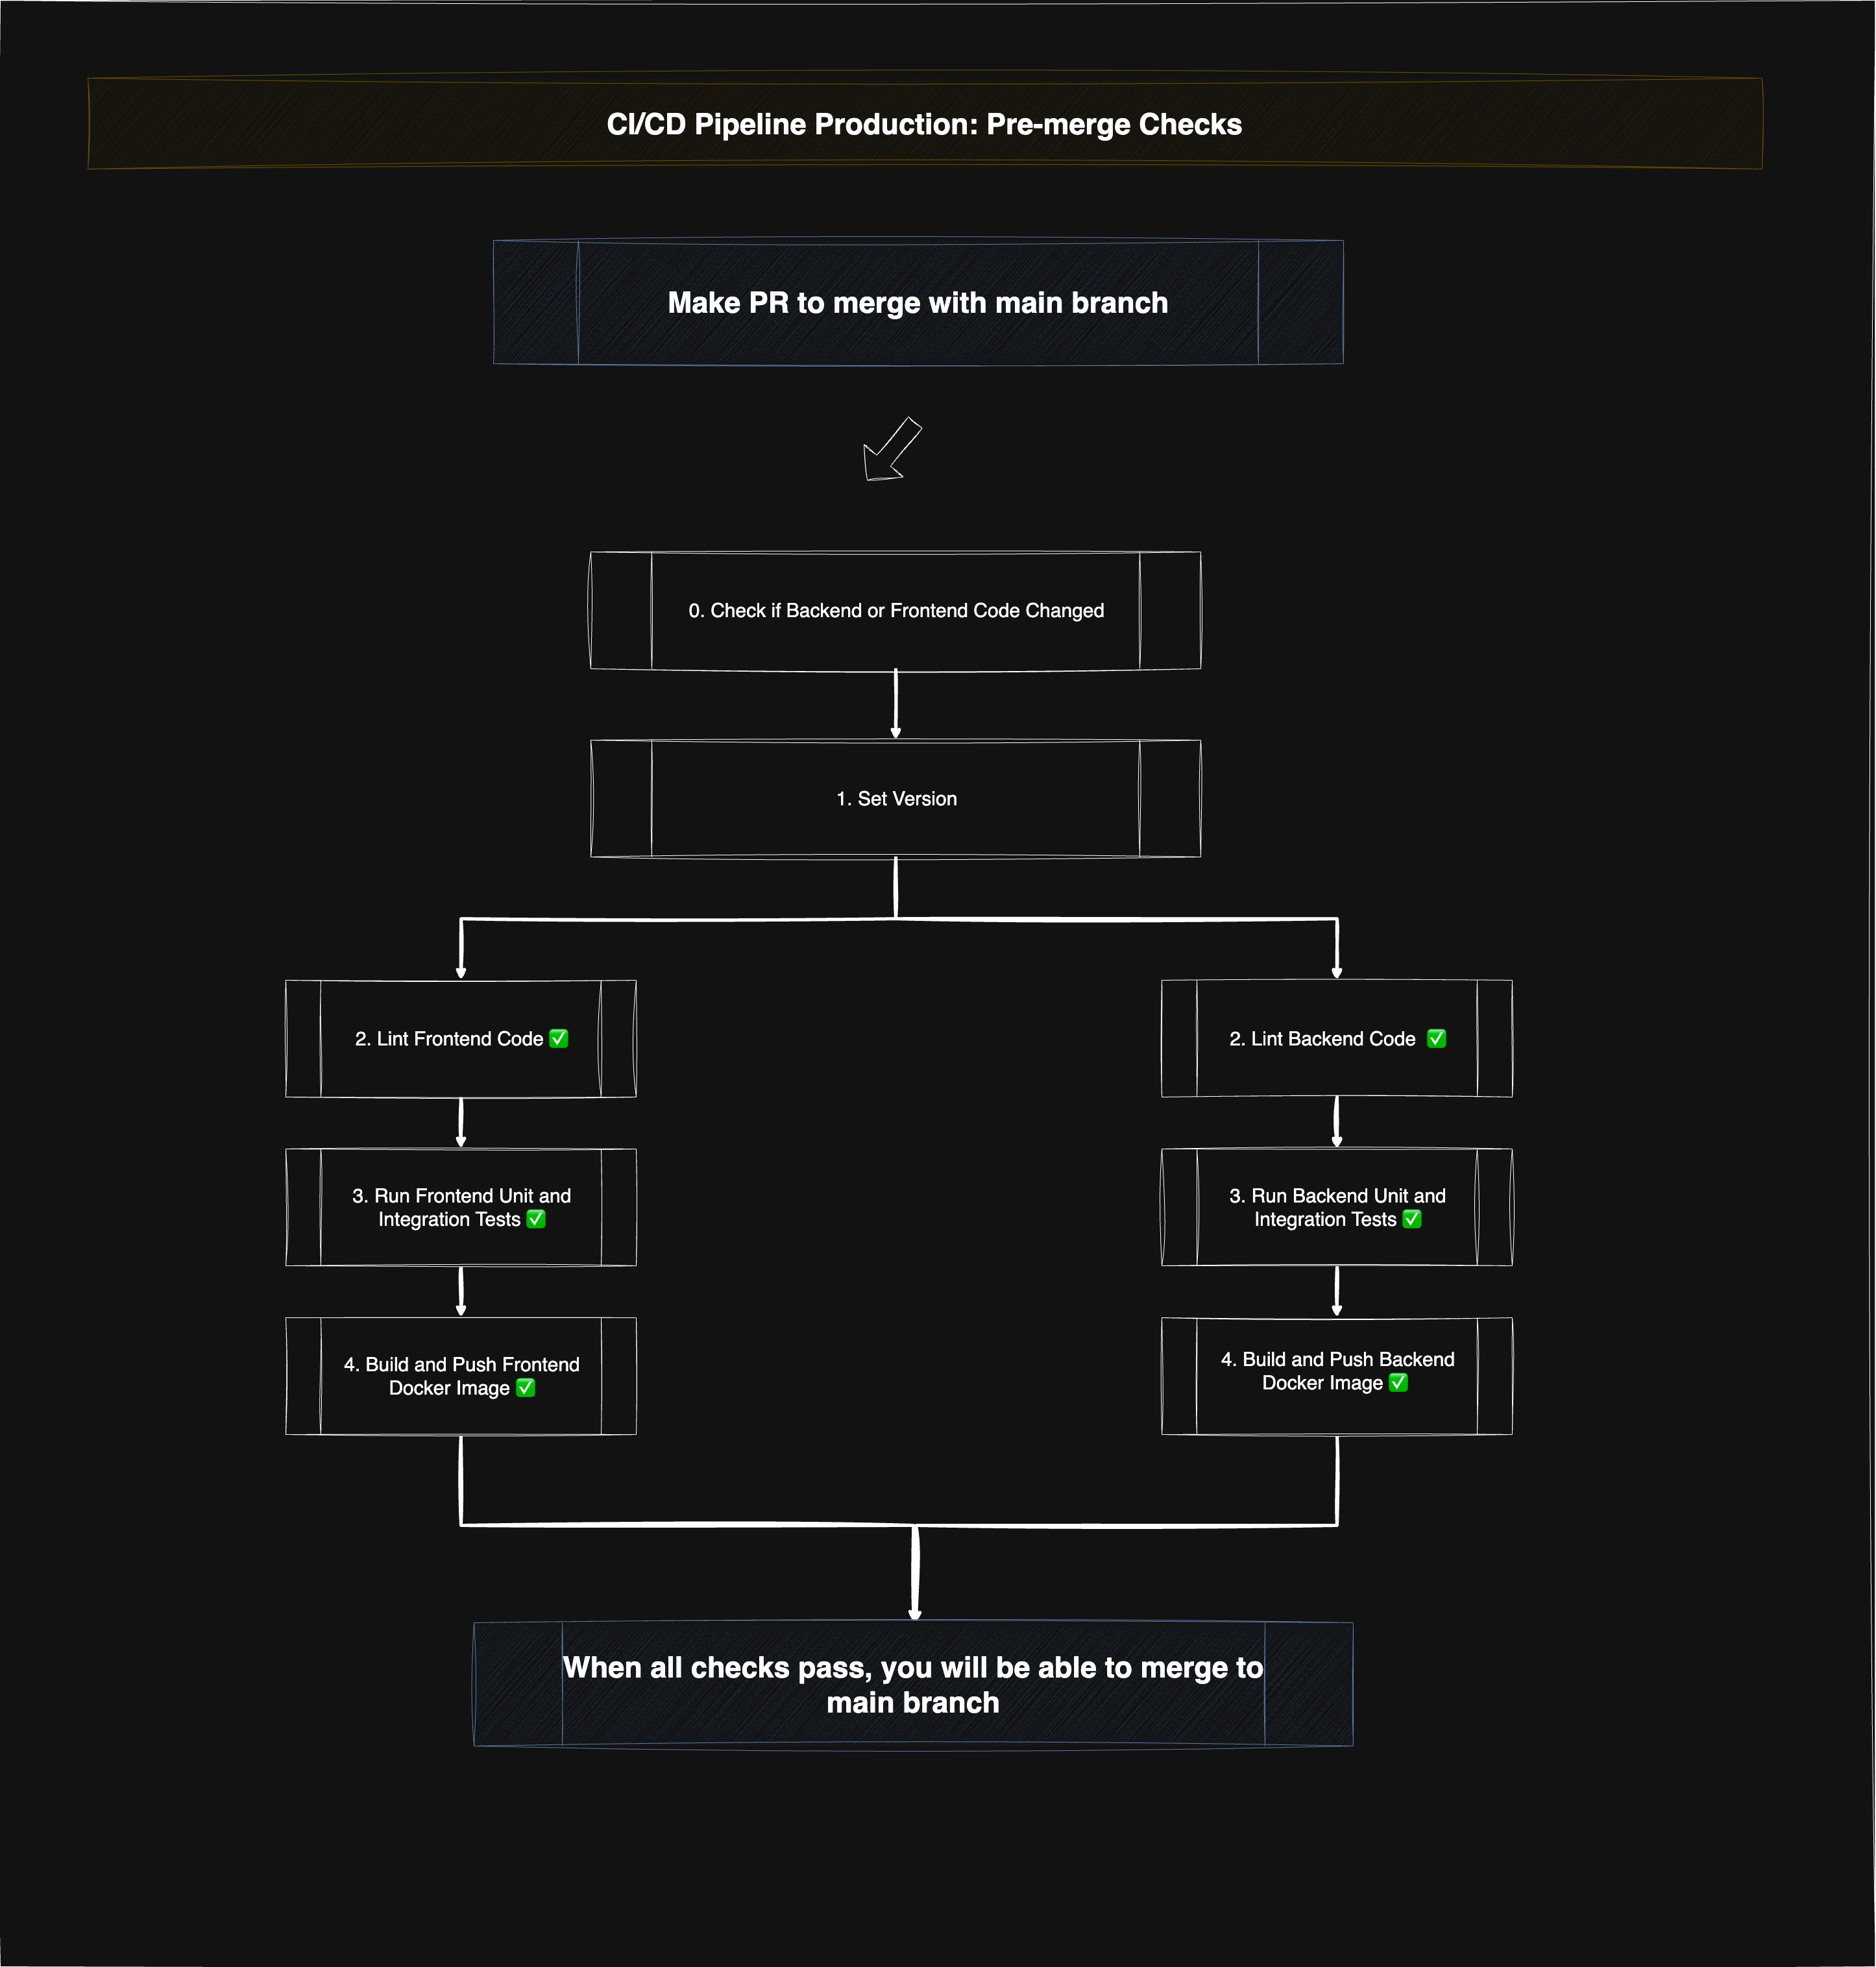 CI/CD Pipeline Production: Pre-merge Checks
Make PR to merge with main branch
0. Check if Backend or Frontend Code Changed
1. Set Version
2. Lint Frontend Code ✅
2. Lint Backend Code ✅
3. Run Frontend Unit and
Integration Tests ✅
3. Run Backend Unit and
Integration Tests ✅
4. Build and Push Frontend
Docker Image ✅
4. Build and Push Backend
Docker Image ✅
When all checks pass, you will be able to merge to
main branch